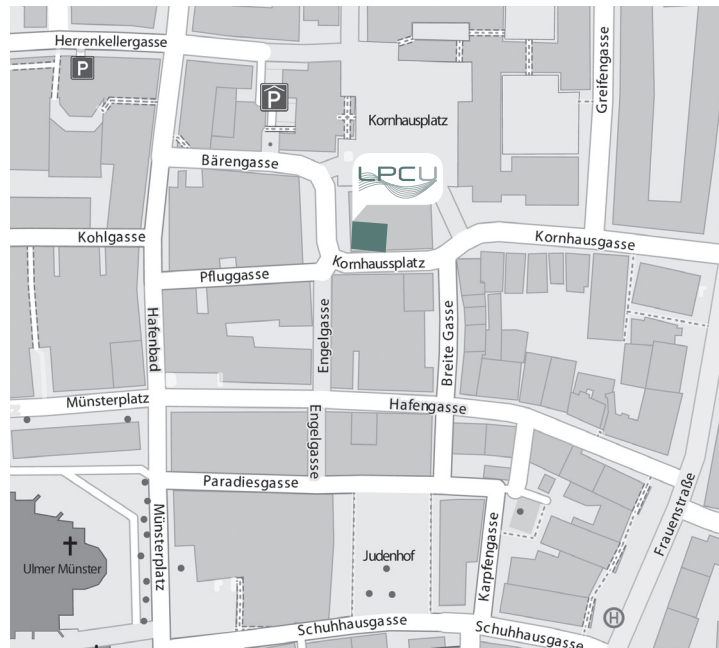 Herrenkellergasse
P
P
Greifengasse
Kornhausplatz
Bärengasse
LPCU
Kohlgasse
Kornhausgasse
Kornhaussplatz
Pfluggasse
Hafenbad
Engelgasse
Breite Gasse
Münsterplatz
Hafengasse
Engelgasse
Paradiesgasse
Münsterplatz
Karpfengasse
Frauenstraße
Judenhof
Ulmer Münster
H
Schuhhausgasse
Schuhhausgasse